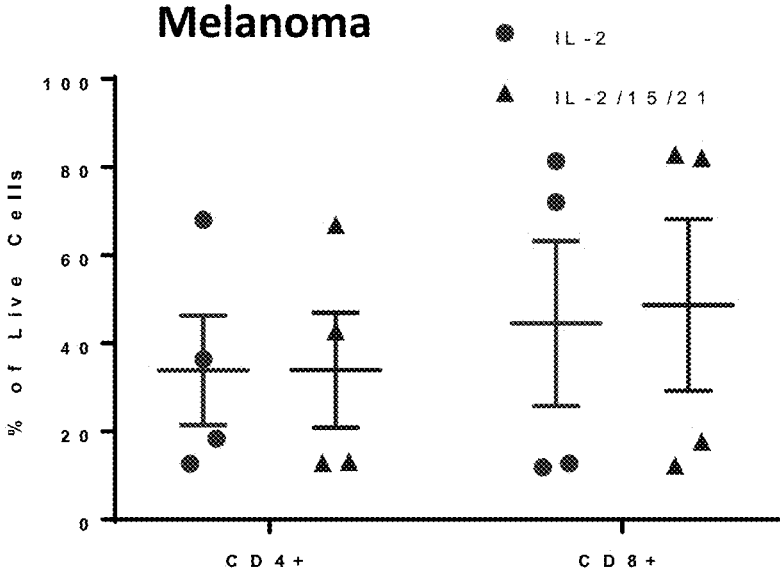 Melanoma
IL-2
IL-2/15/21
100
80
60
40
20
0
% of Live Cells
CD4+
CD8+